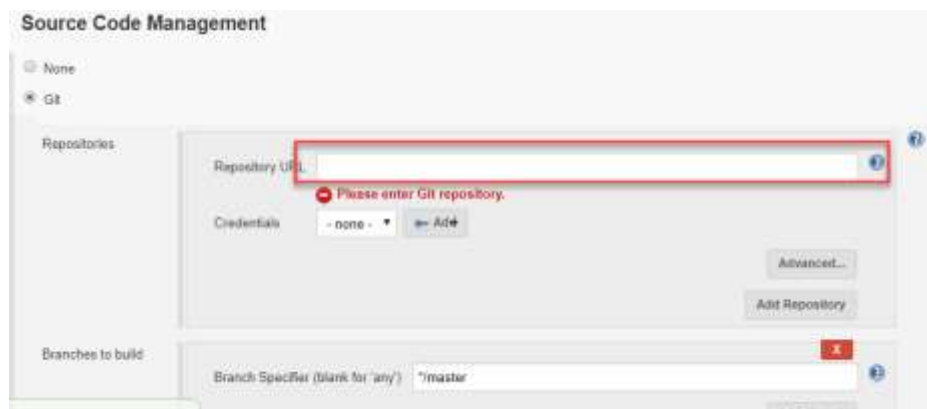 Source Code Management
None
Git
Repositories
Repository URL
Please enter Git repository.
Credentials
- none -
Add
Advanced...
Add Repository
Branches to build
X
Branch Specifier (blank for 'any')
*/master